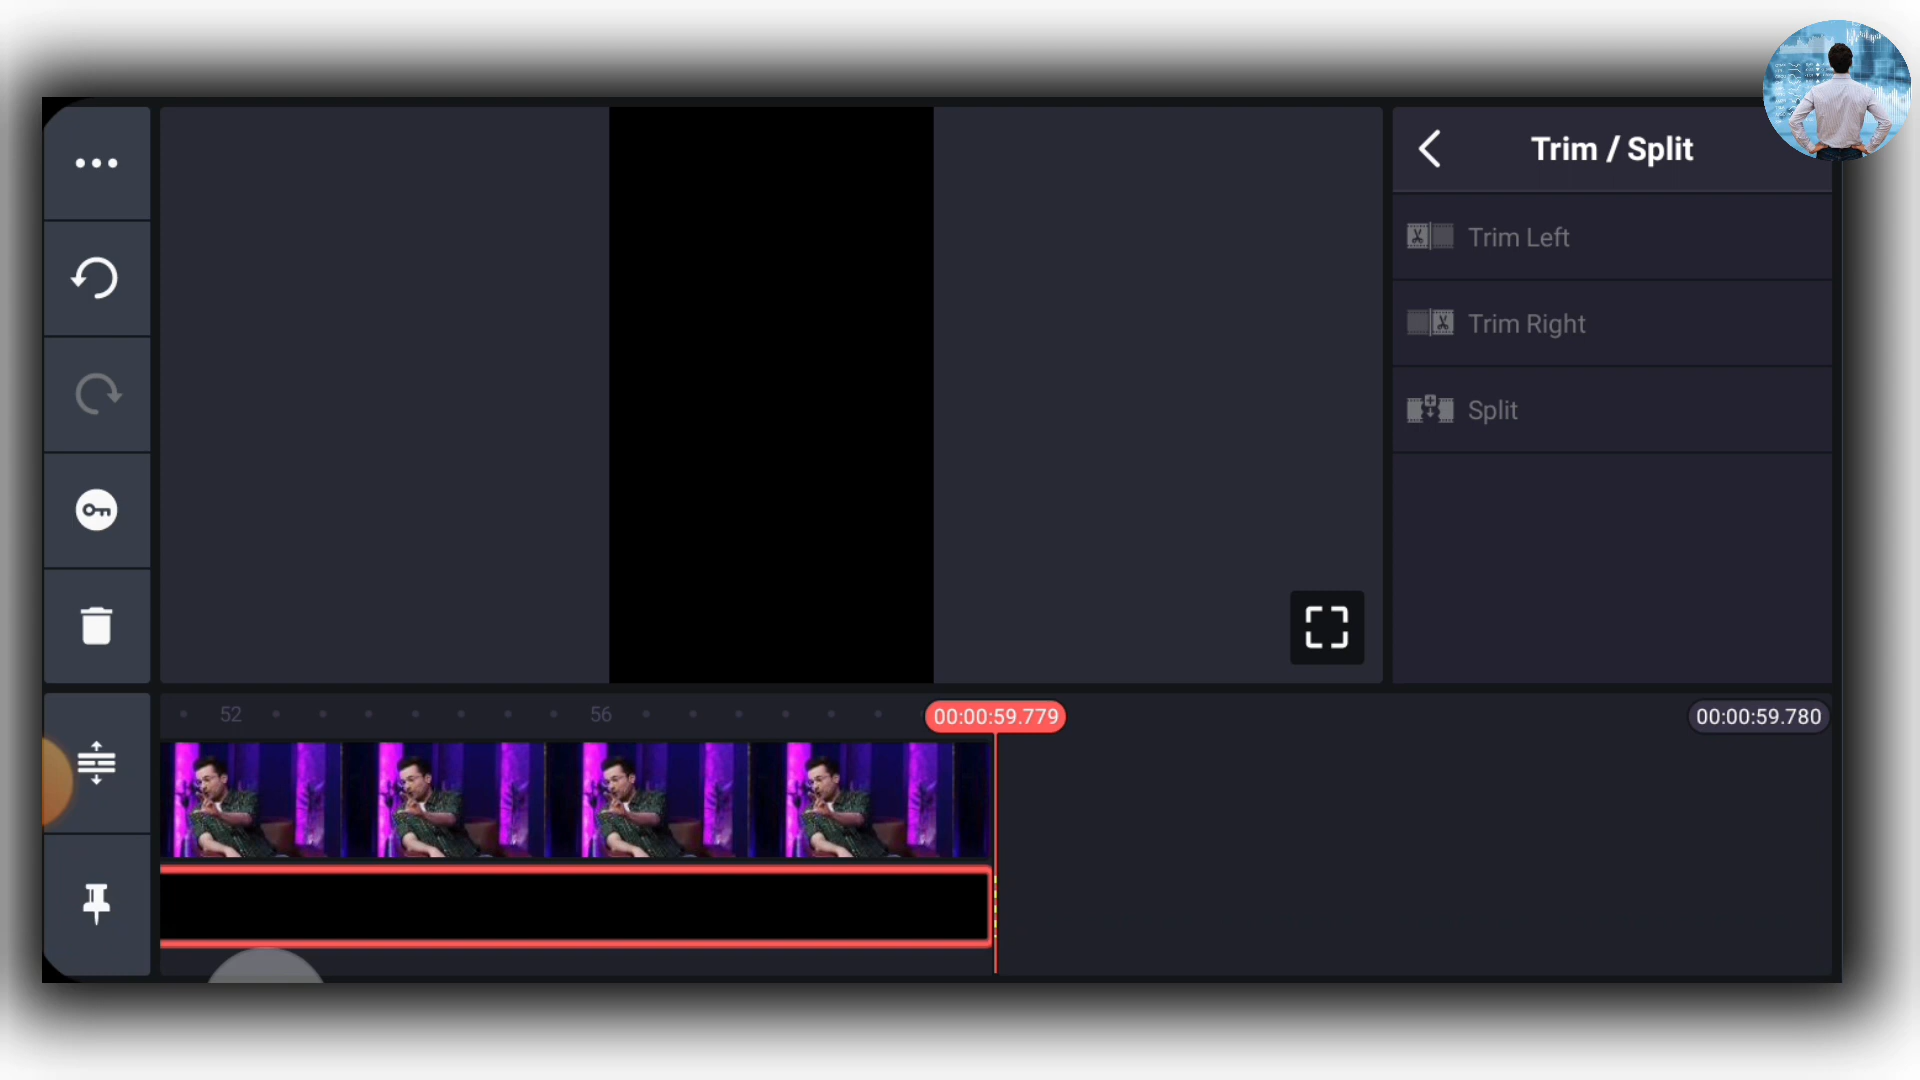 Trim / Split
Trim Left
Trim Right
Split
52
56
00:00:59.779
00:00:59.780